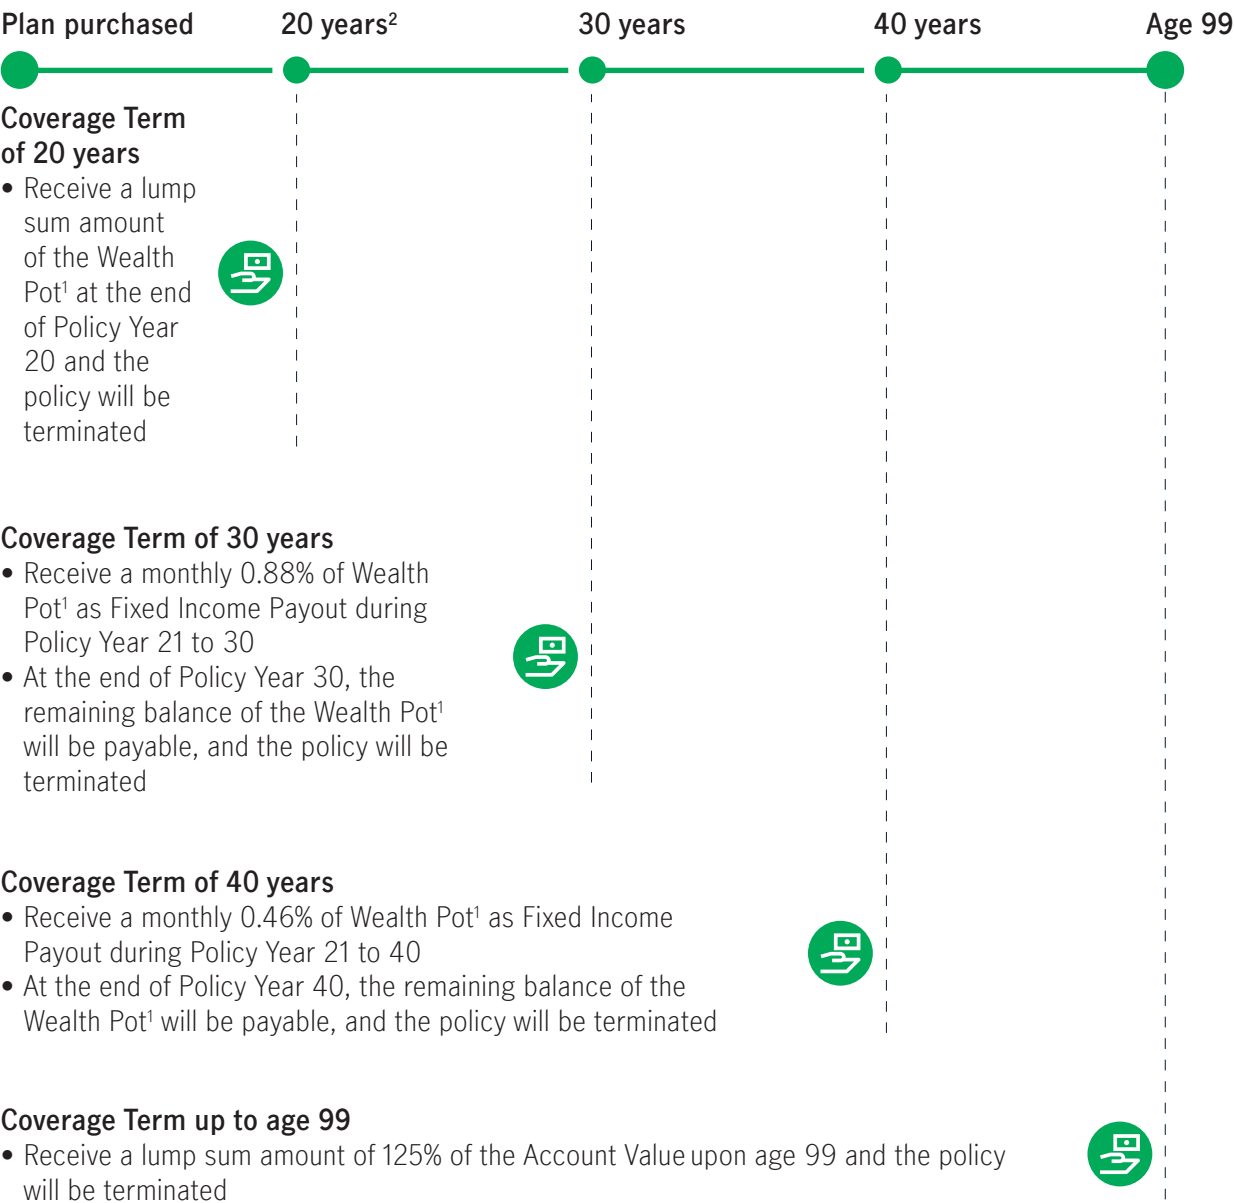 Plan purchased 20 years² 30 years 40 years Age 99
Coverage Term
of 20 years
• Receive a lump
sum amount
of the Wealth
Pot¹ at the end
of Policy Year
20 and the
policy will be
terminated
Coverage Term of 30 years
• Receive a monthly 0.88% of Wealth
Pot¹ as Fixed Income Payout during
Policy Year 21 to 30
• At the end of Policy Year 30, the
remaining balance of the Wealth Pot¹
will be payable, and the policy will be
terminated
Coverage Term of 40 years
• Receive a monthly 0.46% of Wealth Pot¹ as Fixed Income
Payout during Policy Year 21 to 40
• At the end of Policy Year 40, the remaining balance of the
Wealth Pot¹ will be payable, and the policy will be terminated
Coverage Term up to age 99
• Receive a lump sum amount of 125% of the Account Value upon age 99 and the policy
will be terminated